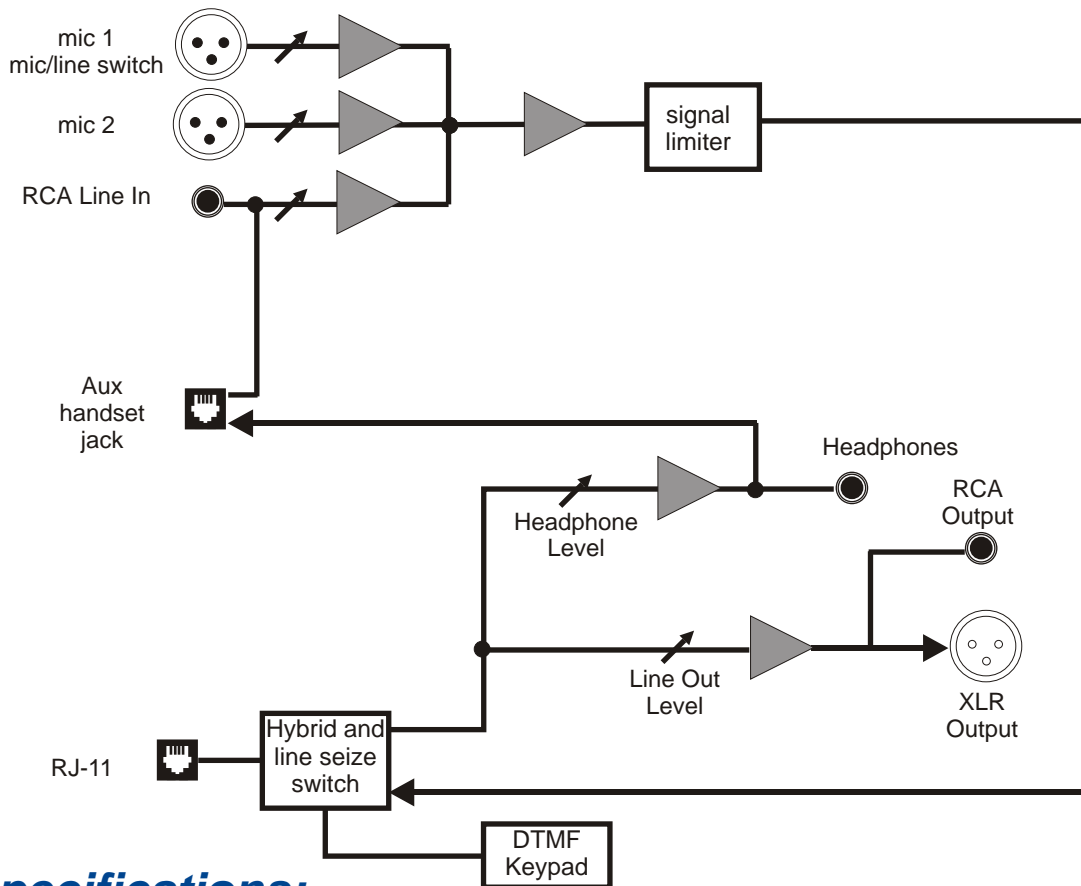 mic 1
mic/line switch
signal
limiter
mic 2
RCA Line In
Aux
handset
jack
Headphones
RCA
Output
Headphone
Level
Line Out
Level
XLR
Output
Hybrid and
line seize
switch
RJ-11
DTMF
Keypad